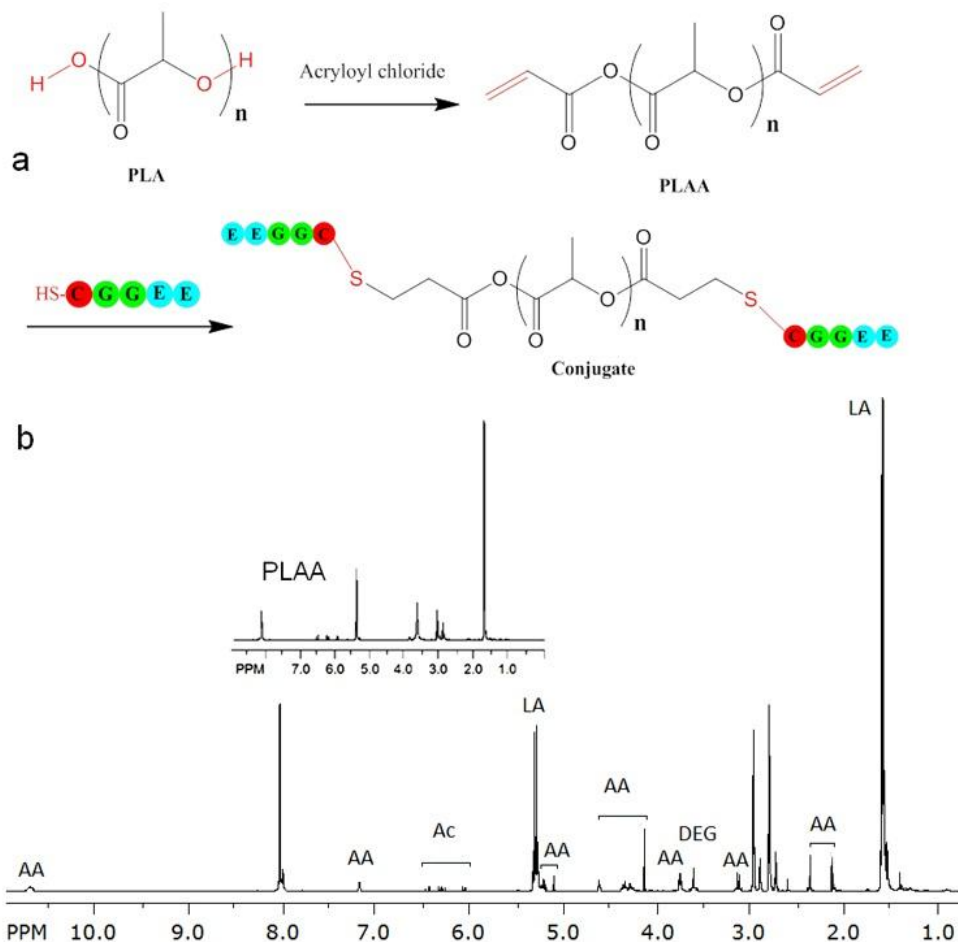 H O O H
n
O
PLA
Acryloyl chloride
O O O
O O n O
PLAA
a
HS-C G G E E
E E G G C
S O O O S
O O n
C G G E E
Conjugate
b
LA
PLAA
PPM 7.0 6.0 5.0 4.0 3.0 2.0 1.0
LA
AA
Ac
AA
AA
AA
AA
DEG
AA
AA
PPM 10.0 9.0 8.0 7.0 6.0 5.0 4.0 3.0 2.0 1.0